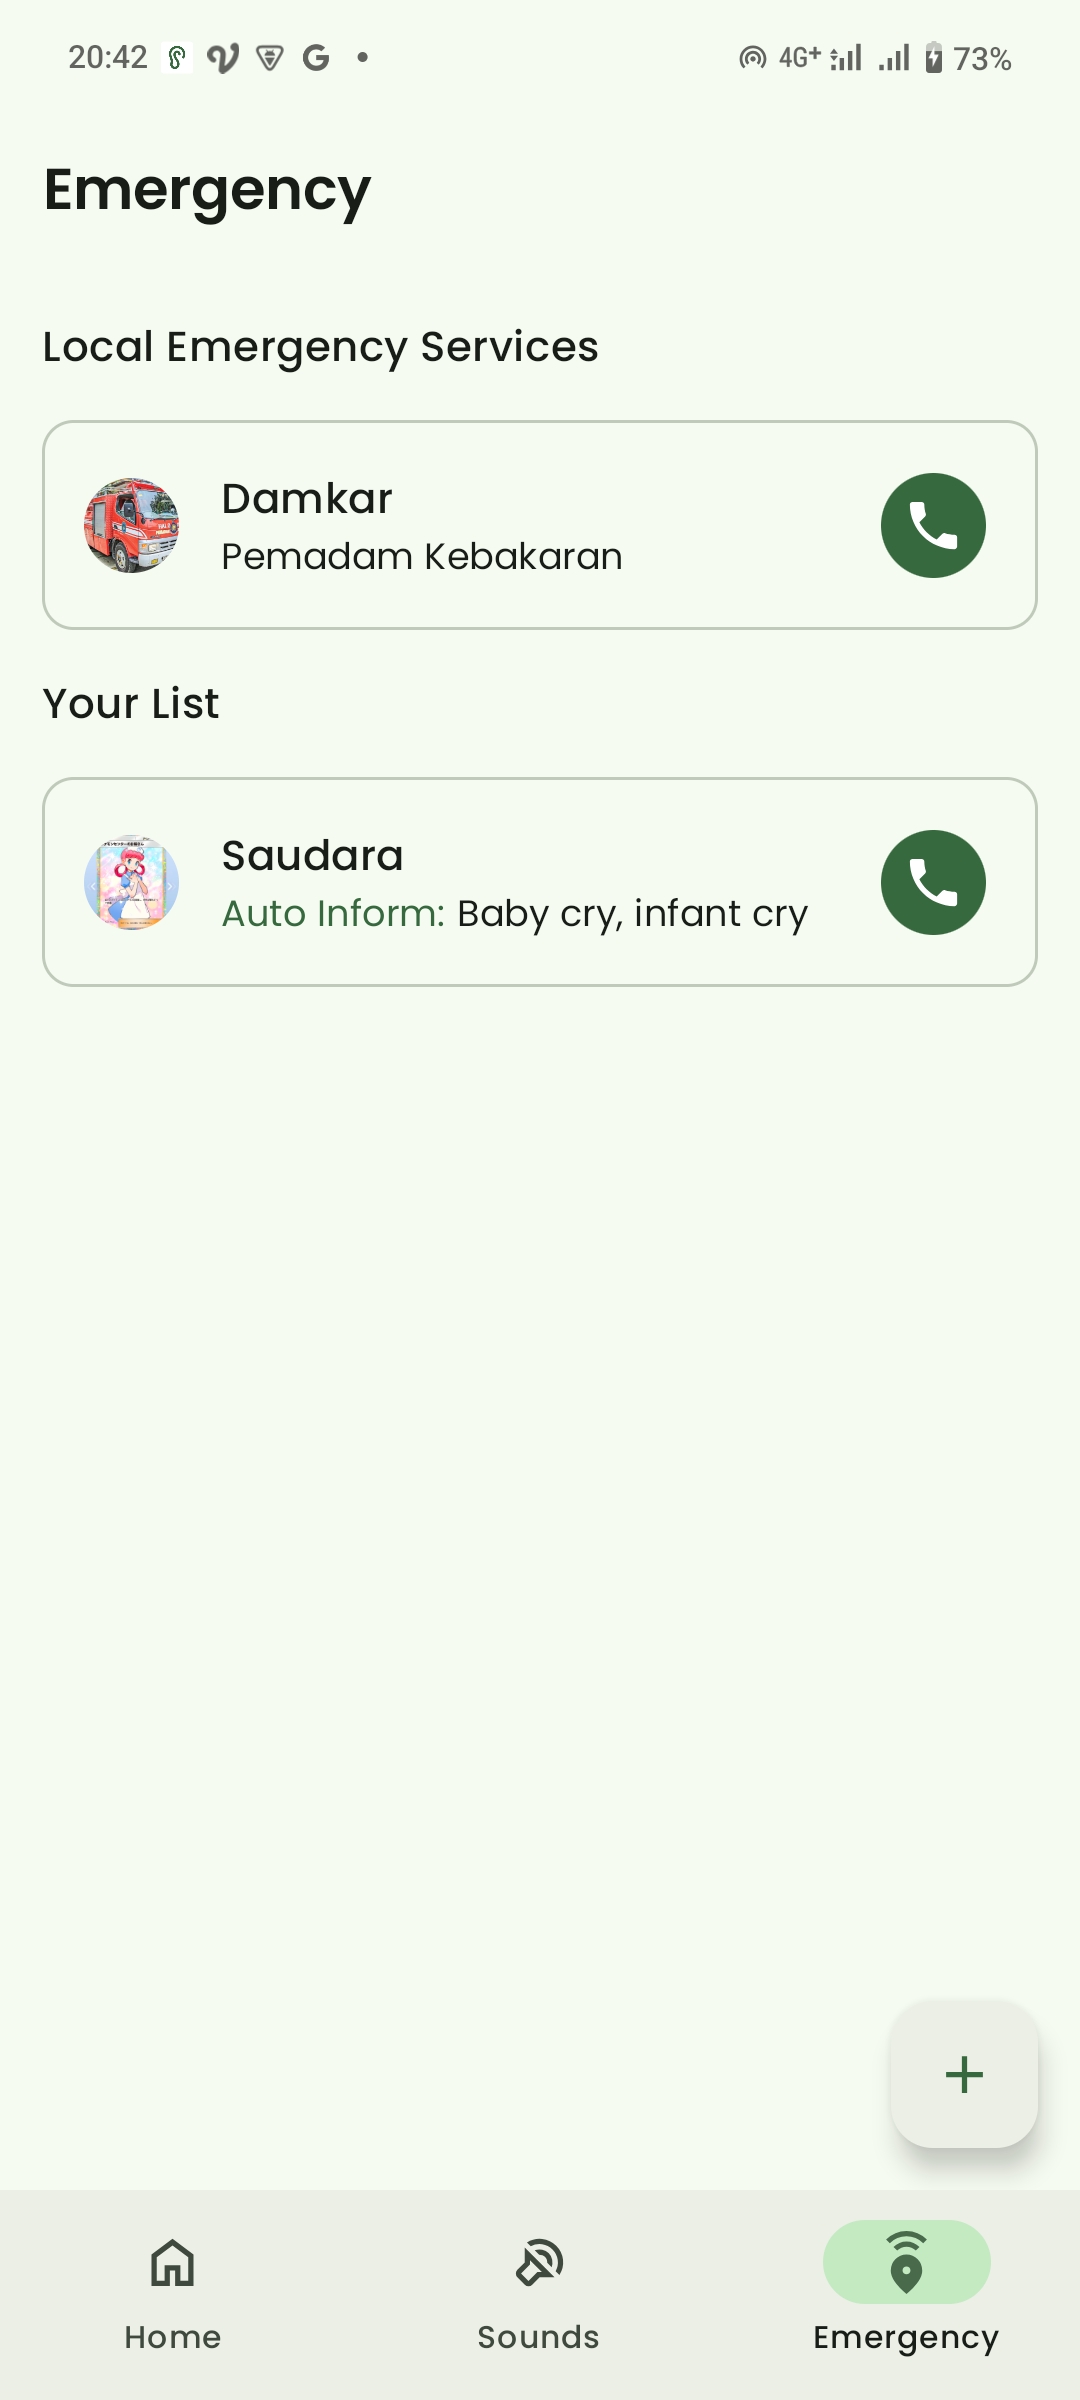 20:42 4G+ 73%
Emergency
Local Emergency Services
Damkar
Pemadam Kebakaran
Your List
Saudara
Auto Inform: Baby cry, infant cry
Home Sounds Emergency